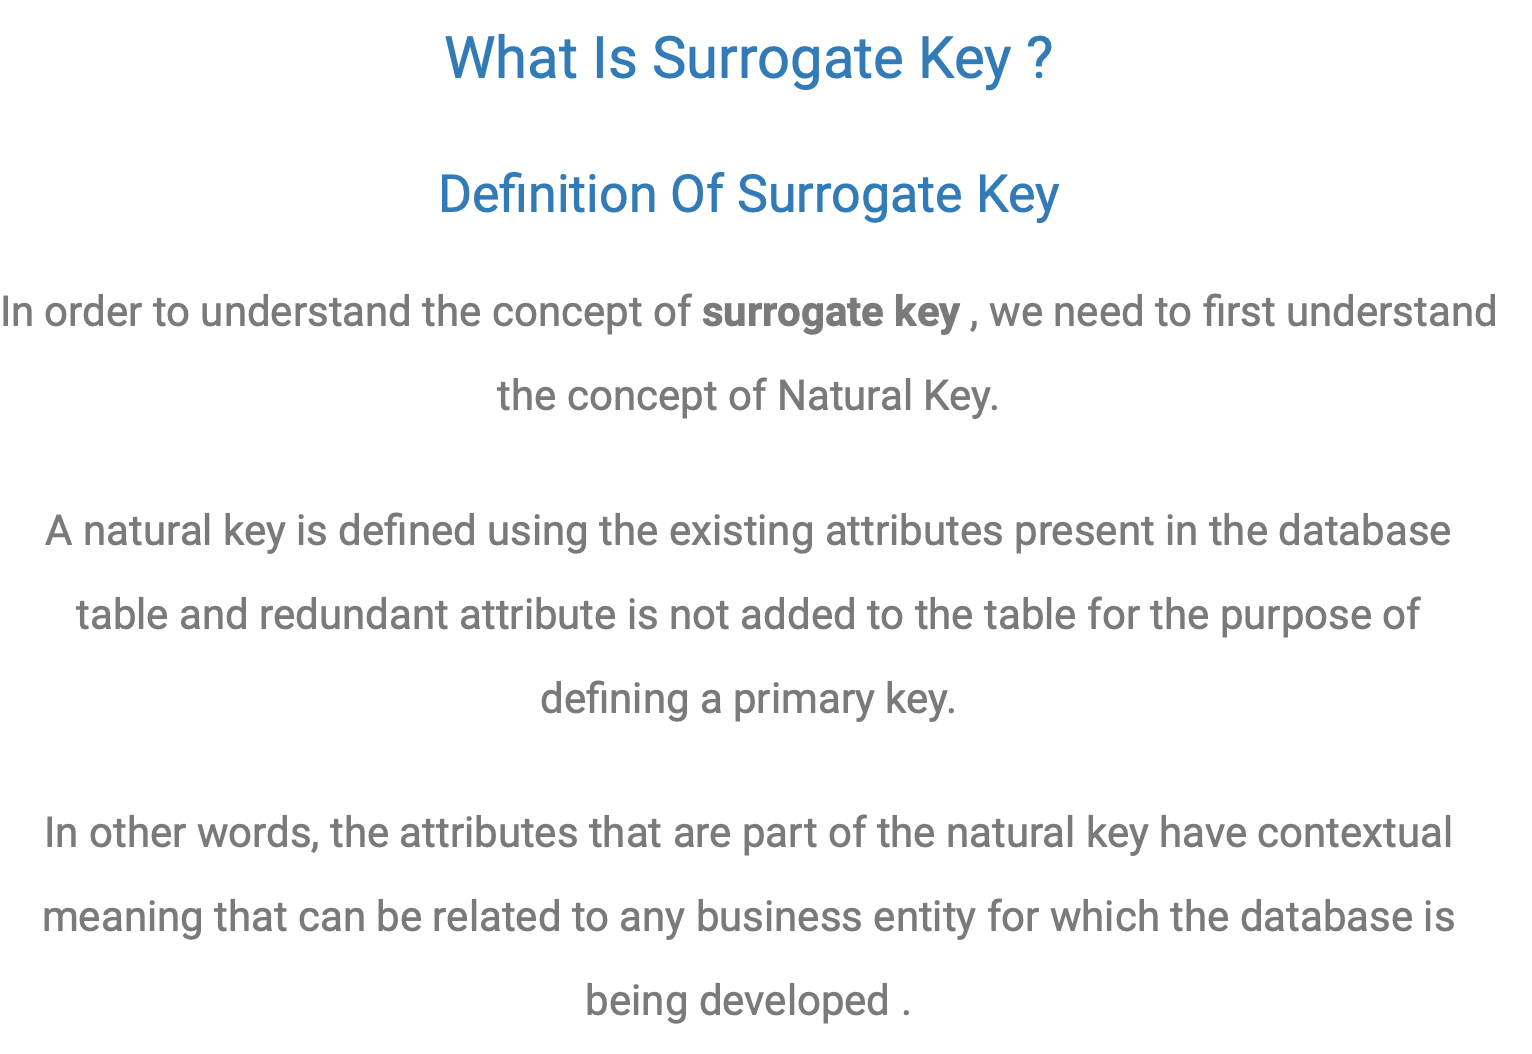 What Is Surrogate Key ?
Definition Of Surrogate Key
In order to understand the concept of surrogate key , we need to first understand
the concept of Natural Key.
A natural key is defined using the existing attributes present in the database
table and redundant attribute is not added to the table for the purpose of
defining a primary key.
In other words, the attributes that are part of the natural key have contextual
meaning that can be related to any business entity for which the database is
being developed .